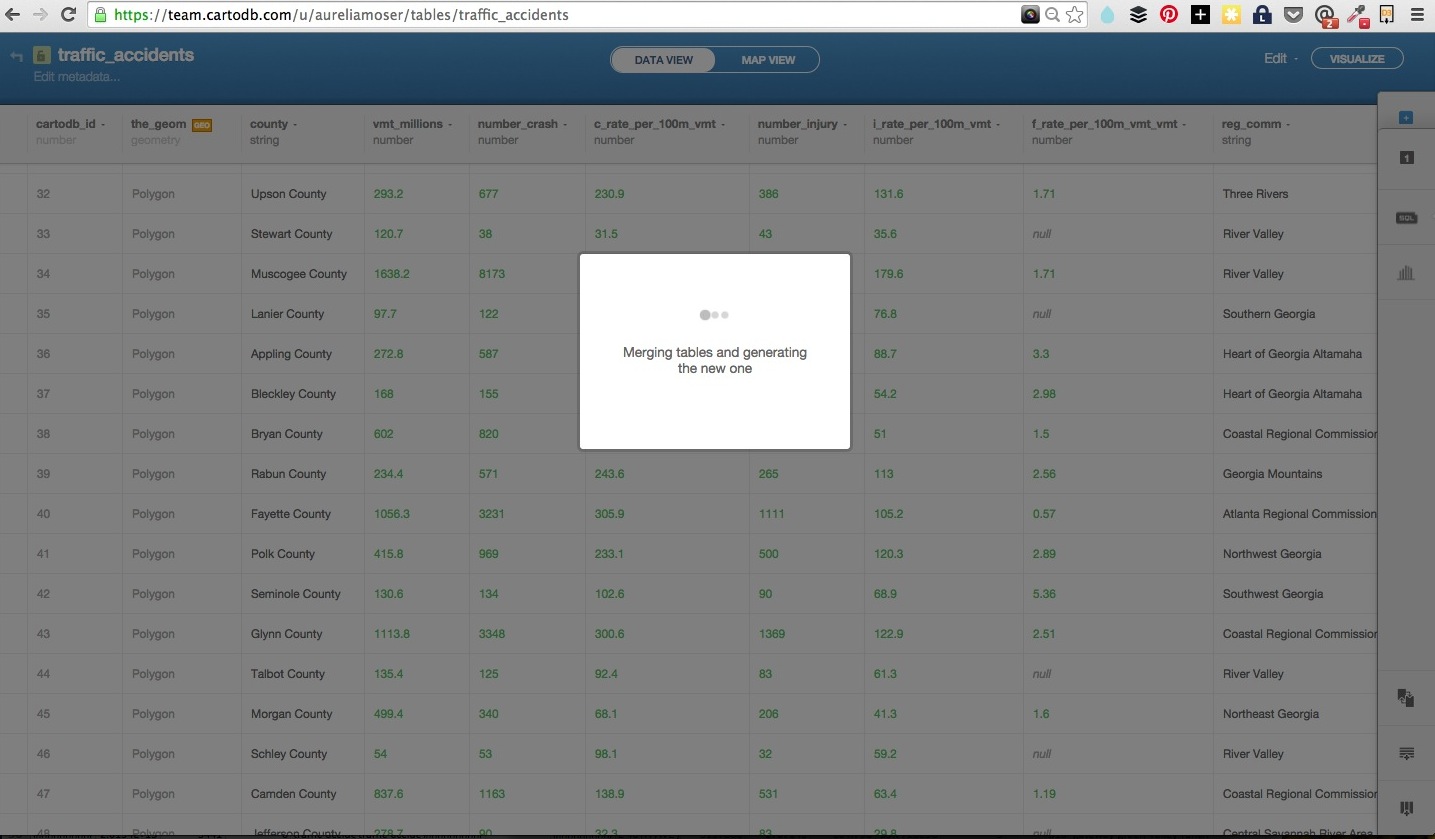 https://team.cartodb.com/u/aureliamoser/tables/traffic_accidents
2
traffic_accidents
Edit metadata...
DATA VIEW MAP VIEW
Edit VISUALIZE
cartodb_id the_geom GEO county vmt_millions number_crash c_rate_per_100m_vmt number_injury i_rate_per_100m_vmt f_rate_per_100m_vmt_vmt reg_comm
number geometry string number number number number number number string
1
SQL
32 Polygon Upson County 293.2 677 230.9 386 131.6 1.71 Three Rivers
33 Polygon Stewart County 120.7 38 31.5 43 35.6 null River Valley
34 Polygon Muscogee County 1638.2 8173 179.6 1.71 River Valley
35 Polygon Lanier County 97.7 122 76.8 null Southern Georgia
36 Polygon Appling County 272.8 587 88.7 3.3 Heart of Georgia Altamaha
37 Polygon Bleckley County 168 155 54.2 2.98 Heart of Georgia Altamaha
38 Polygon Bryan County 602 820 51 1.5 Coastal Regional Commission
Merging tables and generating
the new one
39 Polygon Rabun County 234.4 571 243.6 265 113 2.56 Georgia Mountains
40 Polygon Fayette County 1056.3 3231 305.9 1111 105.2 0.57 Atlanta Regional Commission
41 Polygon Polk County 415.8 969 233.1 500 120.3 2.89 Northwest Georgia
42 Polygon Seminole County 130.6 134 102.6 90 68.9 5.36 Southwest Georgia
43 Polygon Glynn County 1113.8 3348 300.6 1369 122.9 2.51 Coastal Regional Commission
44 Polygon Talbot County 135.4 125 92.4 83 61.3 null River Valley
45 Polygon Morgan County 499.4 340 68.1 206 41.3 1.6 Northeast Georgia
46 Polygon Schley County 54 53 98.1 32 59.2 null River Valley
47 Polygon Camden County 837.6 1163 138.9 531 63.4 1.19 Coastal Regional Commission
48 Polygon Jefferson County 278.7 90 32.3 83 29.8 null Central Savannah River Area